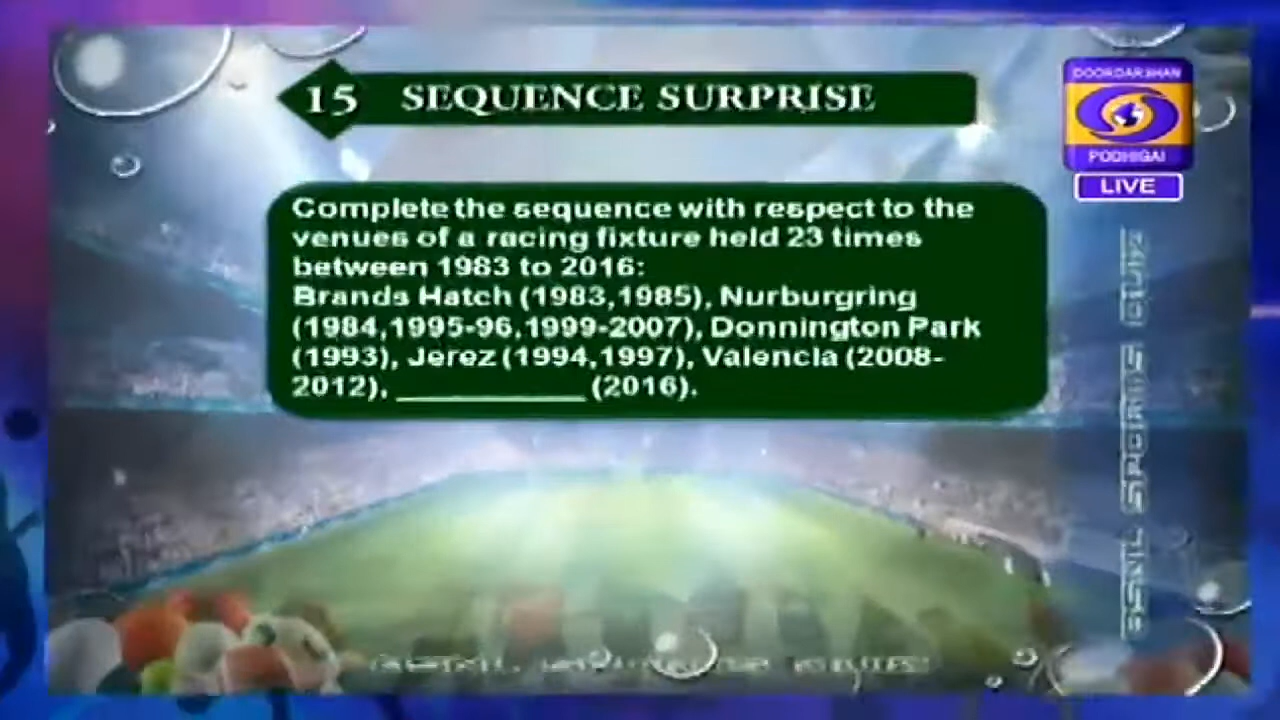 15 SEQUENCE SURPRISE
DOORDARSHAN
PODHIGAI
LIVE
Complete the sequence with respect to the
venues of a racing fixture held 23 times
between 1983 to 2016:
Brands Hatch (1983,1985), Nurburgring
(1984,1995-96,1999-2007), Donnington Park
(1993), Jerez (1994,1997), Valencia (2008-
2012), ____________ (2016).